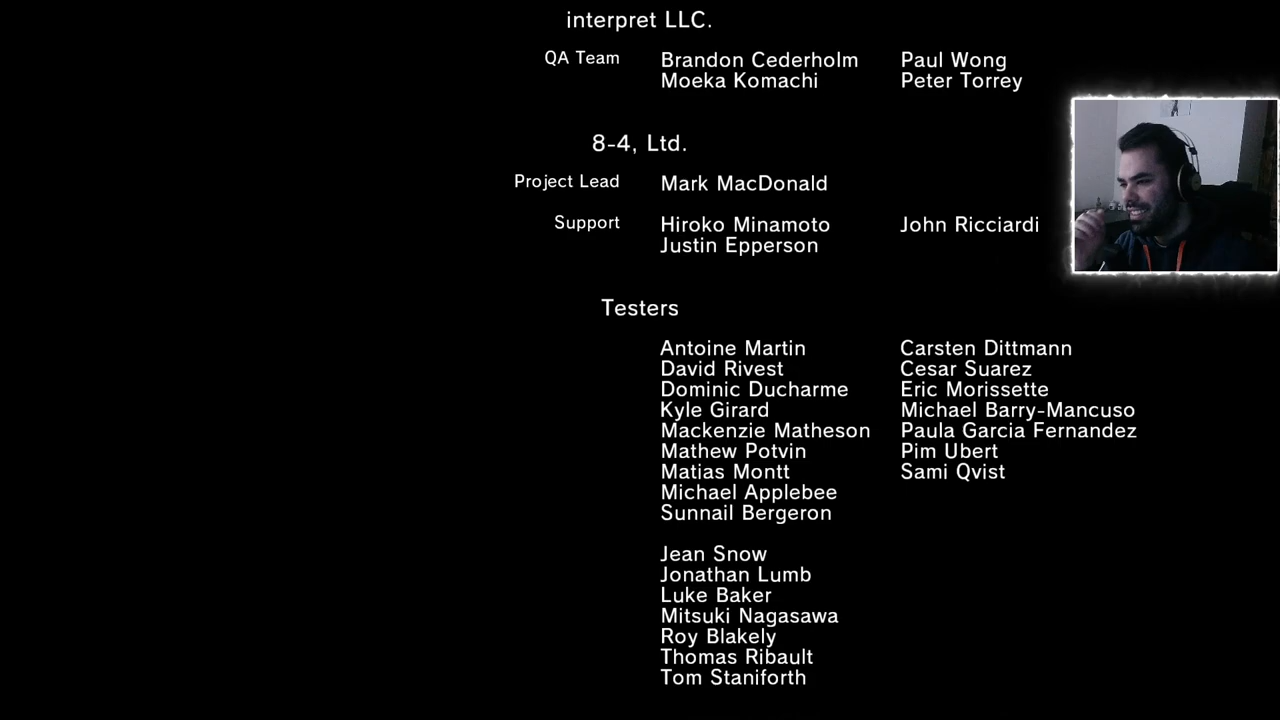 interpret LLC.
QA Team Brandon Cederholm Paul Wong
Moeka Komachi Peter Torrey
8-4, Ltd.
Project Lead Mark MacDonald
Support Hiroko Minamoto John Ricciardi
Justin Epperson
Testers
Antoine Martin Carsten Dittmann
David Rivest Cesar Suarez
Dominic Ducharme Eric Morissette
Kyle Girard Michael Barry-Mancuso
Mackenzie Matheson Paula Garcia Fernandez
Mathew Potvin Pim Ubert
Matias Montt Sami Qvist
Michael Applebee
Sunnail Bergeron
Jean Snow
Jonathan Lumb
Luke Baker
Mitsuki Nagasawa
Roy Blakely
Thomas Ribault
Tom Staniforth